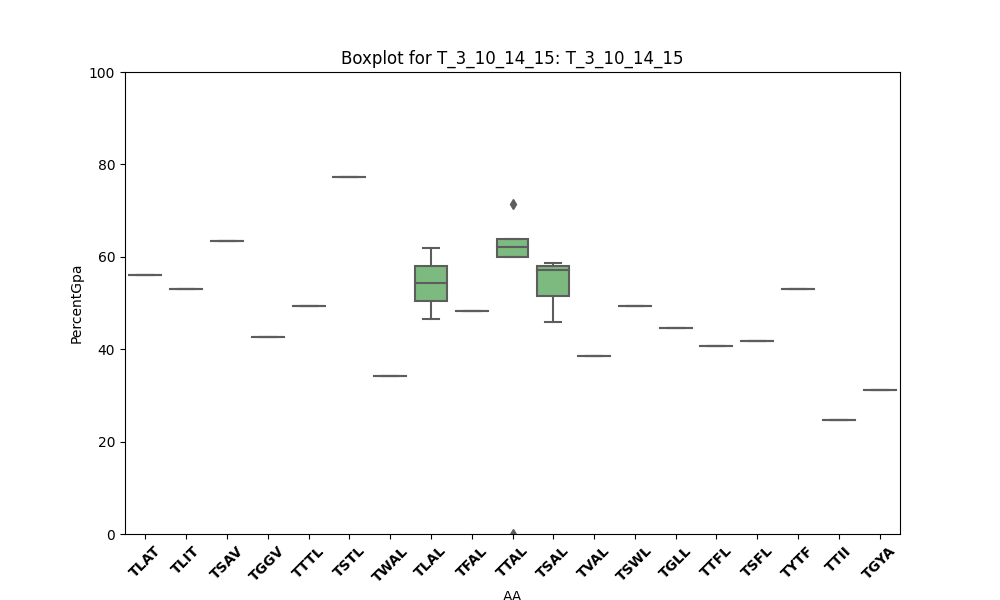 Boxplot for T_3_10_14_15: T_3_10_14_15
100
80
60
40
20
0
PercentGpa
TLAT
TLIT
TSAV
TGGV
TTTL
TSTL
TWAL
TLAL
TFAL
TTAL
TSAL
TVAL
TSWL
TGLL
TTFL
TSFL
TYTF
TTII
TGYA
AA